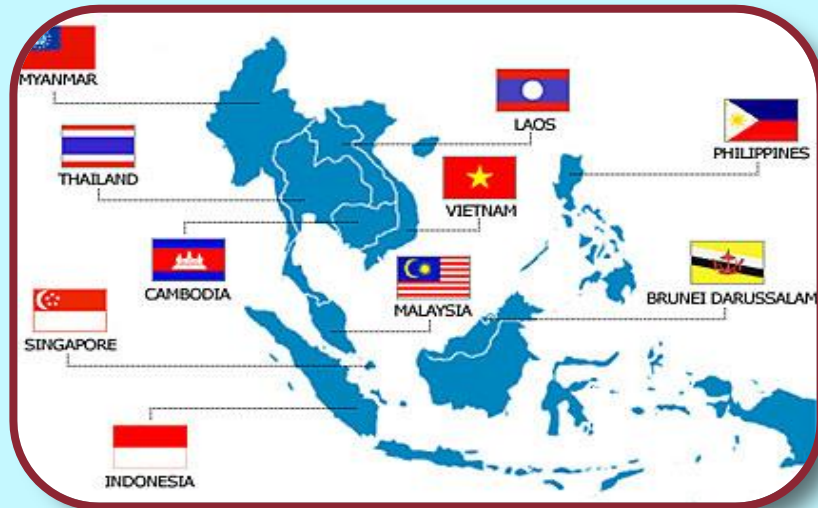 MYANMAR
LAOS
PHILIPPINES
THAILAND
VIETNAM
CAMBODIA
MALAYSIA
BRUNEI DARUSSALAM
SINGAPORE
INDONESIA